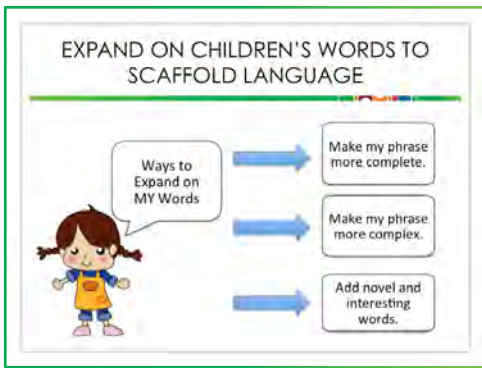 EXPAND ON CHILDREN'S WORDS TO
SCAFFOLD LANGUAGE
Ways to
Expand on
MY Words
Make my phrase
more complete.
Make my phrase
more complex.
Add novel and
interesting
words.